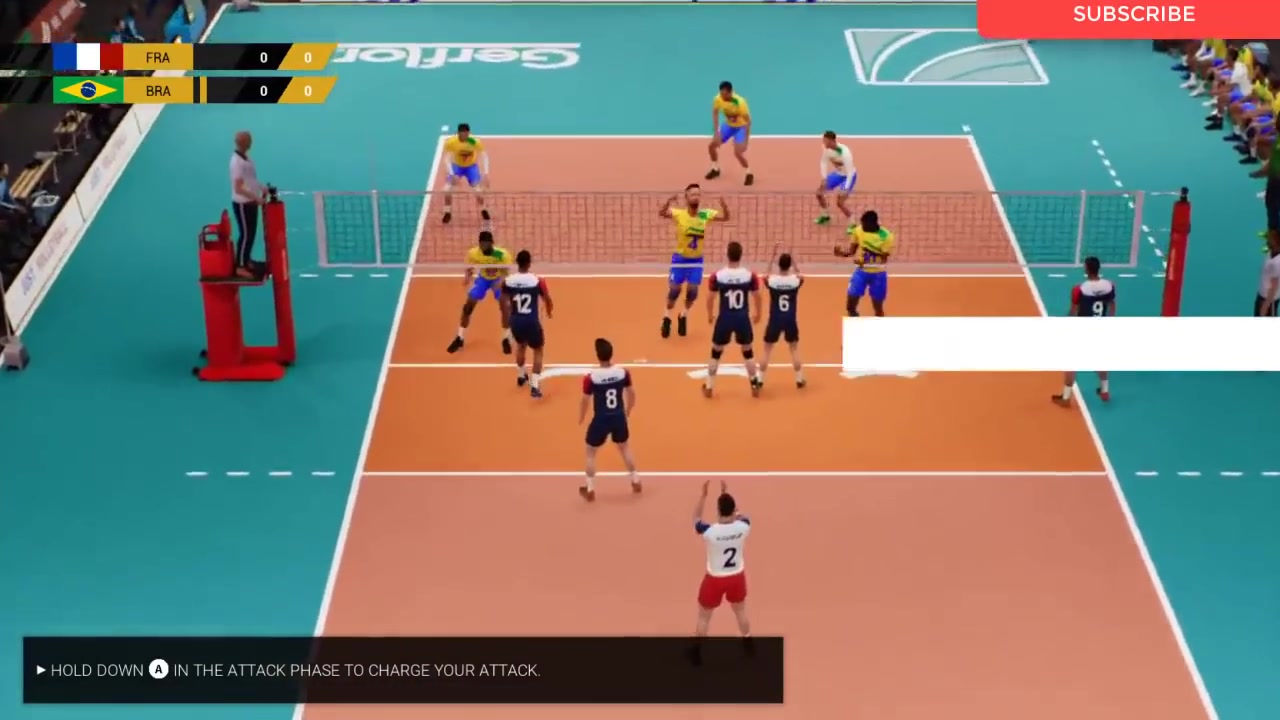 SUBSCRIBE
Gerflor
FRA 0 0
BRA 0 0
4
12
10
6
9
8
2
▶ HOLD DOWN A IN THE ATTACK PHASE TO CHARGE YOUR ATTACK.